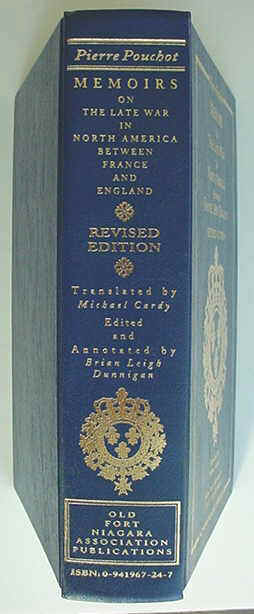 Pierre Pouchot
MEMOIRS
ON
THE LATE WAR
IN
NORTH AMERICA
BETWEEN
FRANCE
AND
ENGLAND
REVISED
EDITION
Translated by
Michael Cardy
Edited
and
Annotated by
Brian Leigh
Dunnigan
OLD
FORT
NIAGARA
ASSOCIATION
PUBLICATIONS
ISBN: 0-941967-24-7